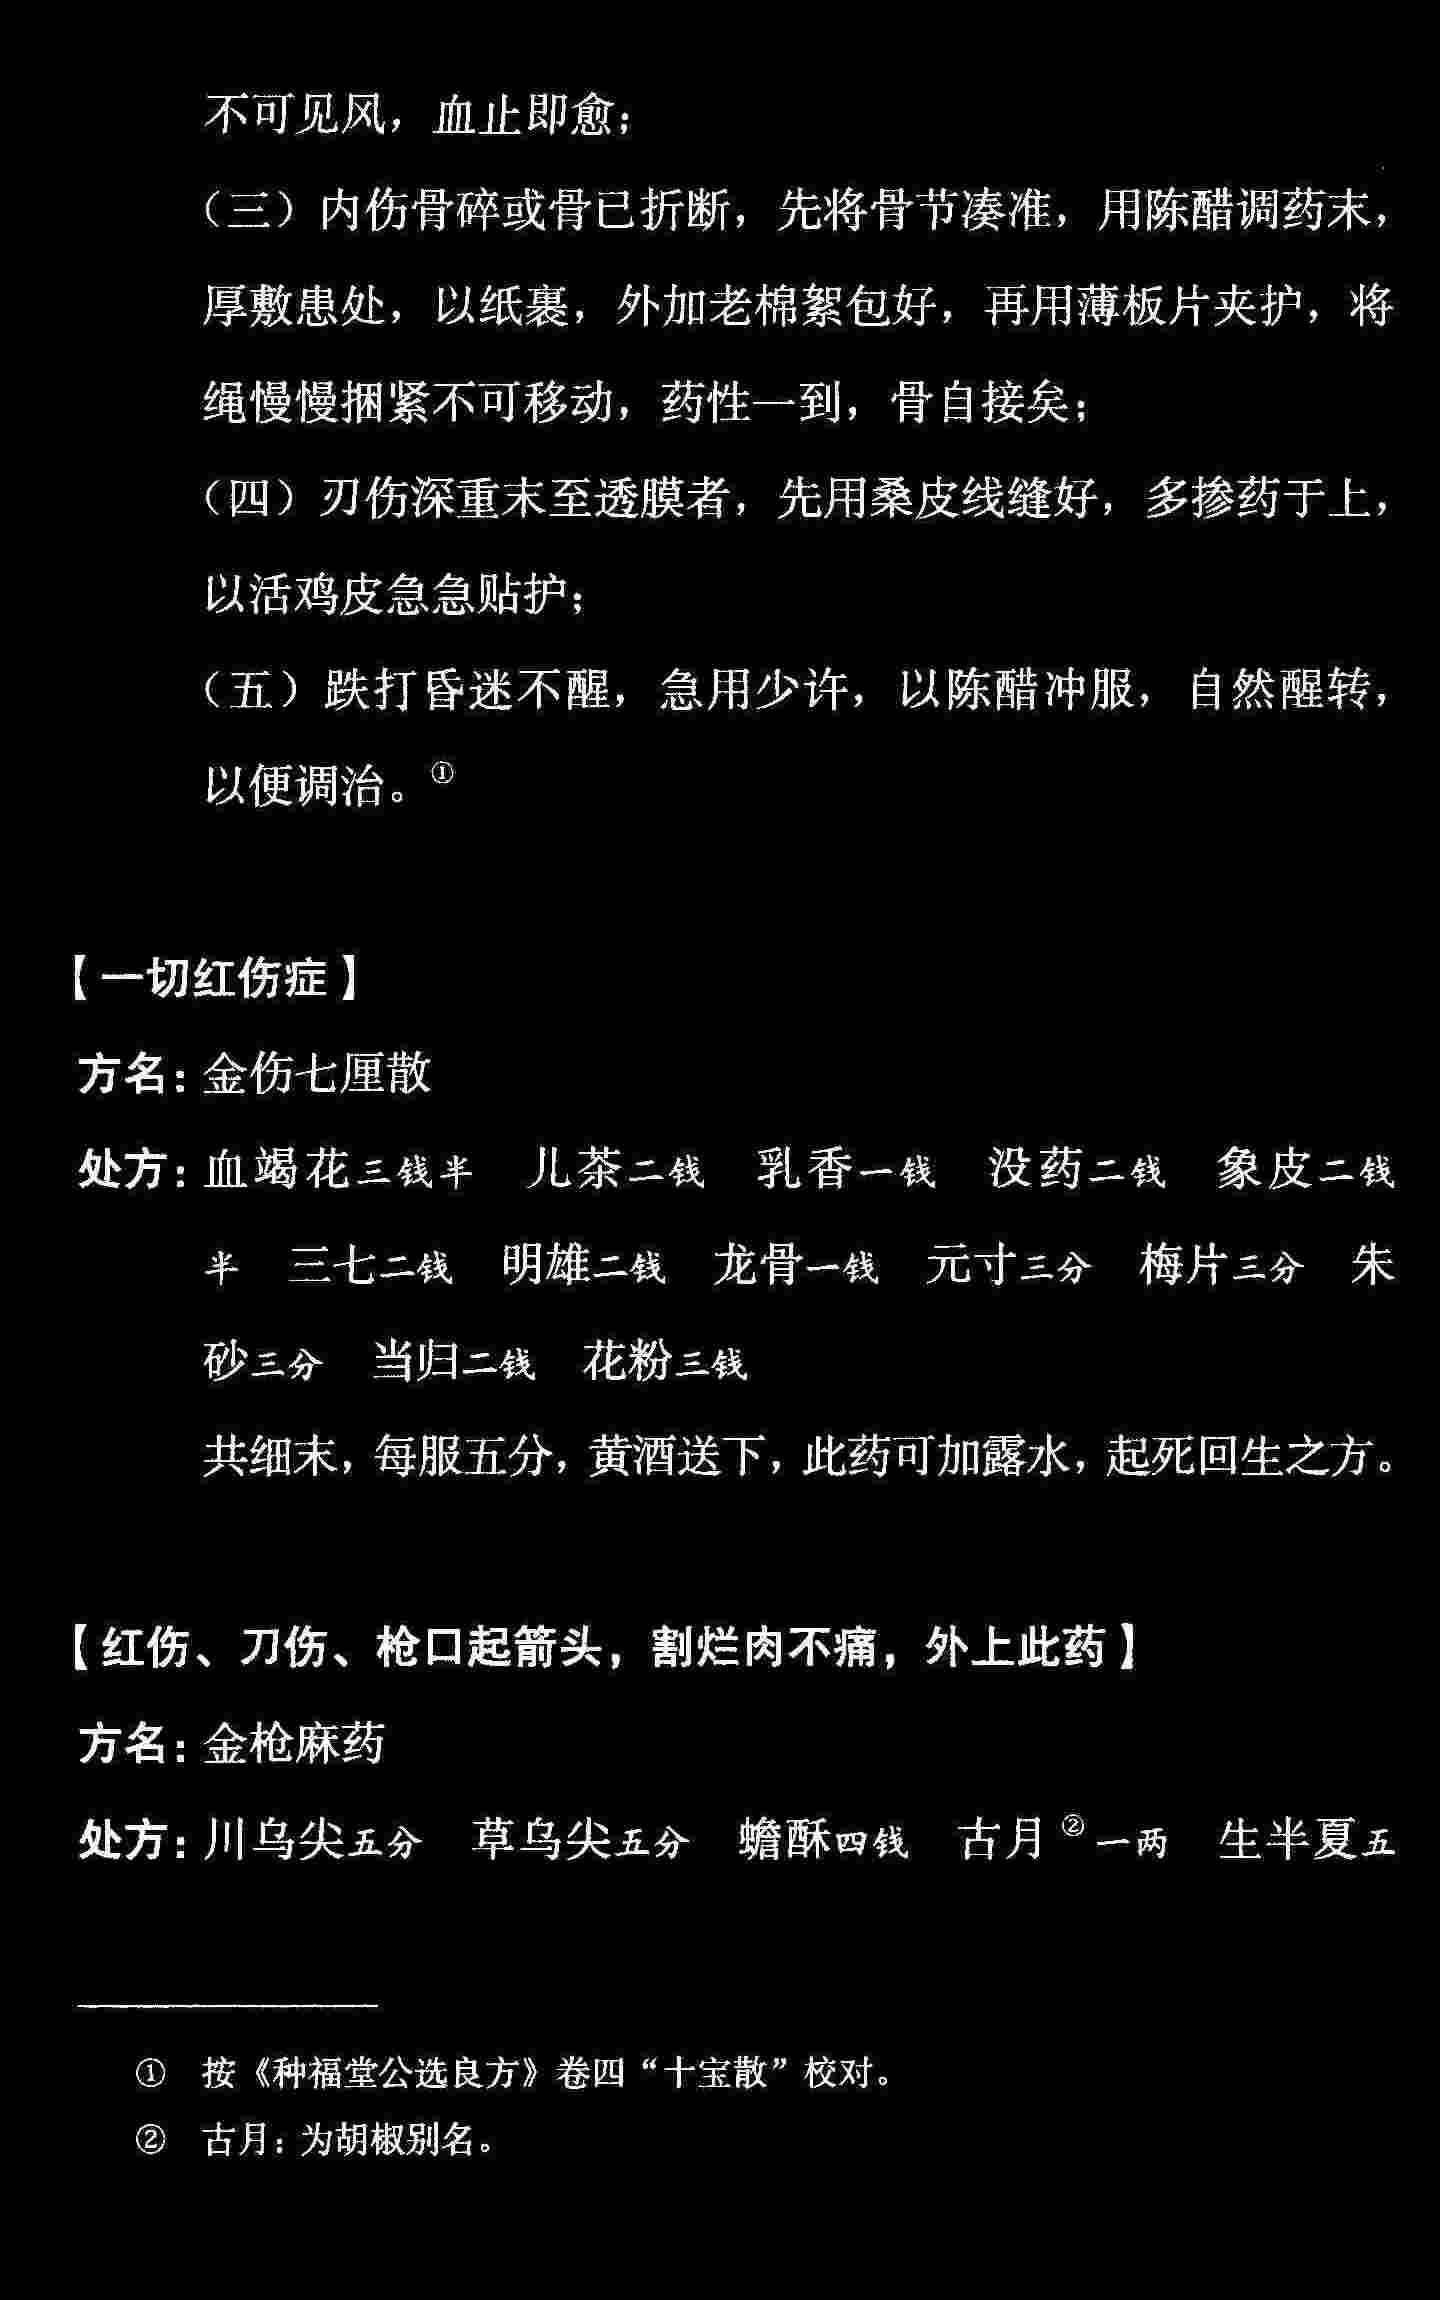 不可见风，血止即愈；
（三）内伤骨碎或骨已折断，先将骨节凑准，用陈醋调药末，
厚敷患处，以纸裹，外加老棉絮包好，再用薄板片夹护，将
绳慢慢捆紧不可移动，药性一到，骨自接矣；
（四）刃伤深重末至透膜者，先用桑皮线缝好，多掺药于上，
以活鸡皮急急贴护；
（五）跌打昏迷不醒，急用少许，以陈醋冲服，自然醒转，
以便调治。①
【一切红伤症】
方名：金伤七厘散
处方：血竭花三钱半 儿茶二钱 乳香一钱 没药二钱 象皮二钱
半 三七二钱 明雄二钱 龙骨一钱 元寸三分 梅片三分 朱
砂三分 当归二钱 花粉三钱
共细末，每服五分，黄酒送下，此药可加露水，起死回生之方。
【红伤、刀伤、枪口起箭头，割烂肉不痛，外上此药】
方名：金枪麻药
处方：川乌尖五分 草乌尖五分 蟾酥四钱 古月②一两 生半夏五
① 按《种福堂公选良方》卷四“十宝散”校对。
② 古月：为胡椒别名。